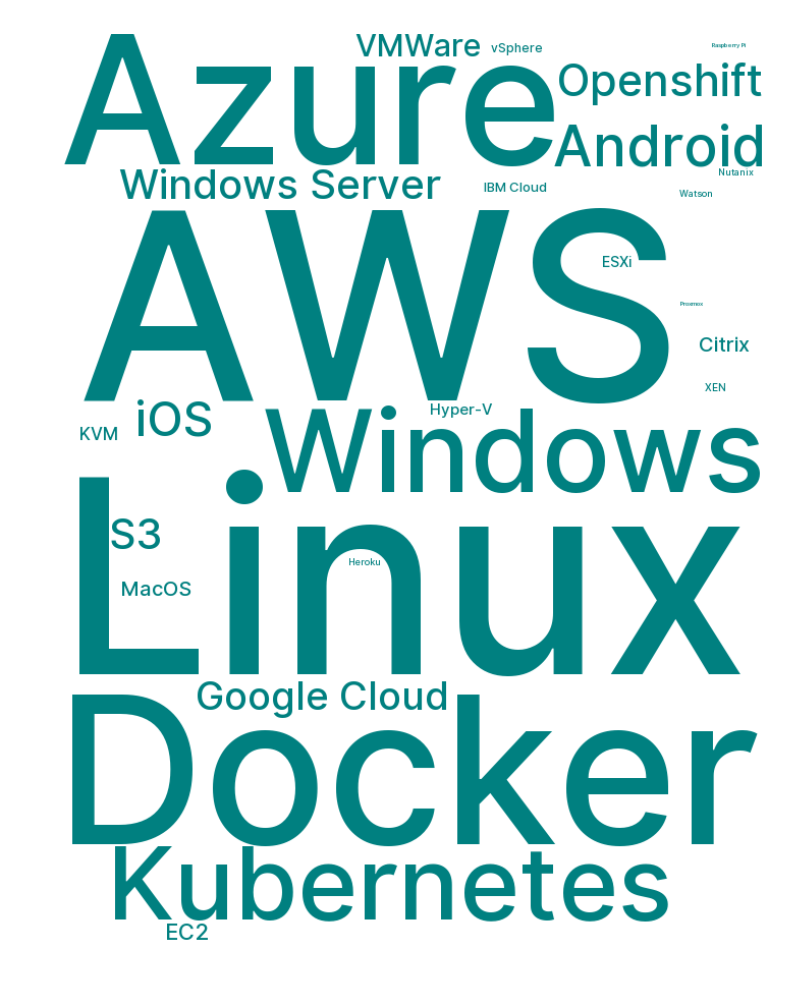 VMWare
vSphere
Raspberry Pi
Azure
Openshift
Android
Nutanix
Windows Server
IBM Cloud
Watson
AWS
ESXi
Proxmox
Citrix
XEN
iOS
Hyper-V
KVM
Windows
Linux
S3
Heroku
MacOS
Google Cloud
Docker
Kubernetes
EC2